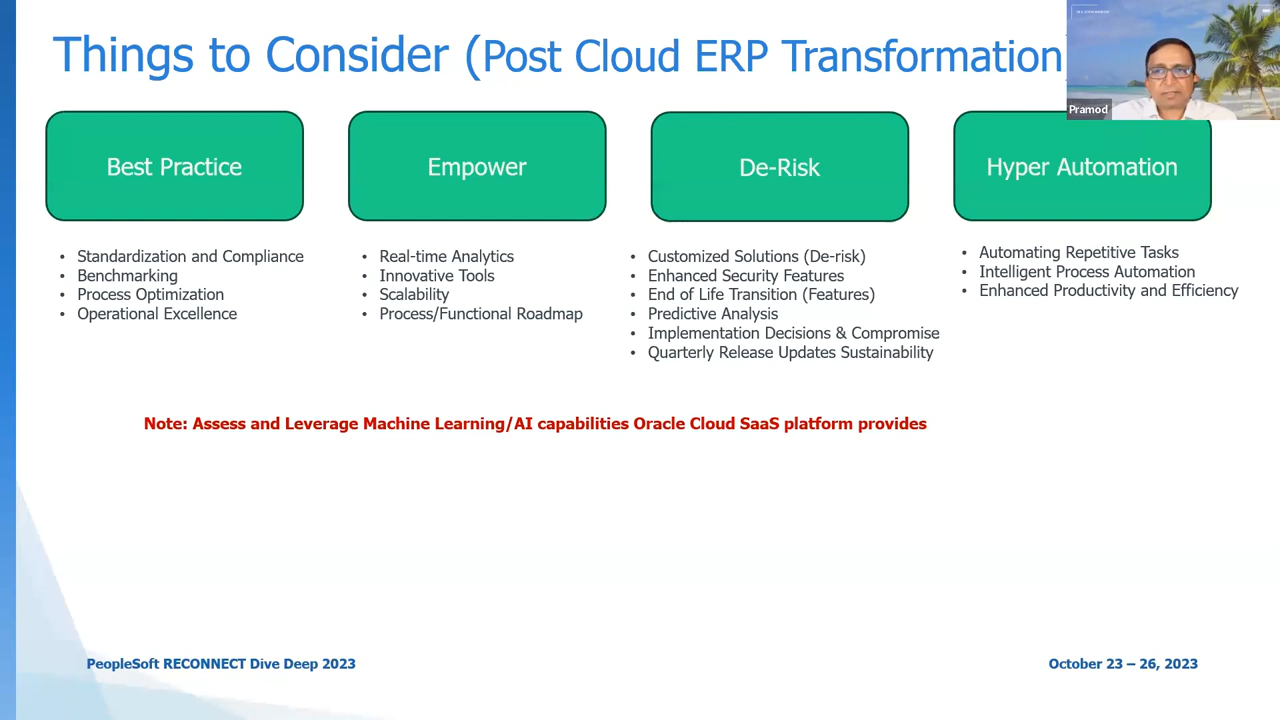 Things to Consider (Post Cloud ERP Transformation
Pramod
Best Practice
Empower
De-Risk
Hyper Automation
• Standardization and Compliance
• Benchmarking
• Process Optimization
• Operational Excellence
• Real-time Analytics
• Innovative Tools
• Scalability
• Process/Functional Roadmap
• Customized Solutions (De-risk)
• Enhanced Security Features
• End of Life Transition (Features)
• Predictive Analysis
• Implementation Decisions & Compromise
• Quarterly Release Updates Sustainability
• Automating Repetitive Tasks
• Intelligent Process Automation
• Enhanced Productivity and Efficiency
Note: Assess and Leverage Machine Learning/AI capabilities Oracle Cloud SaaS platform provides
PeopleSoft RECONNECT Dive Deep 2023
October 23 – 26, 2023